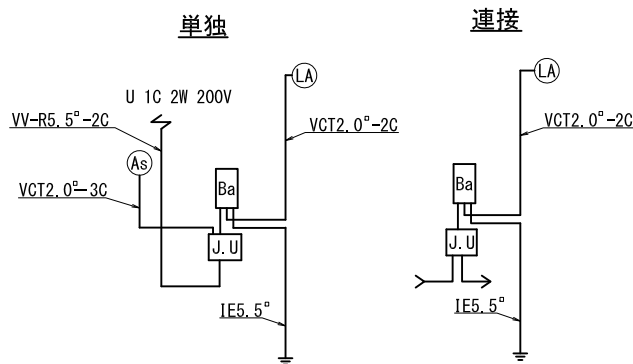 単独
連接
LA
LA
U 1C 2W 200V
VV-R5.5°-2C
VCT2.0°-2C
VCT2.0°-2C
As
Ba
Ba
VCT2.0°-3C
J.U
J.U
IE5.5°
IE5.5°